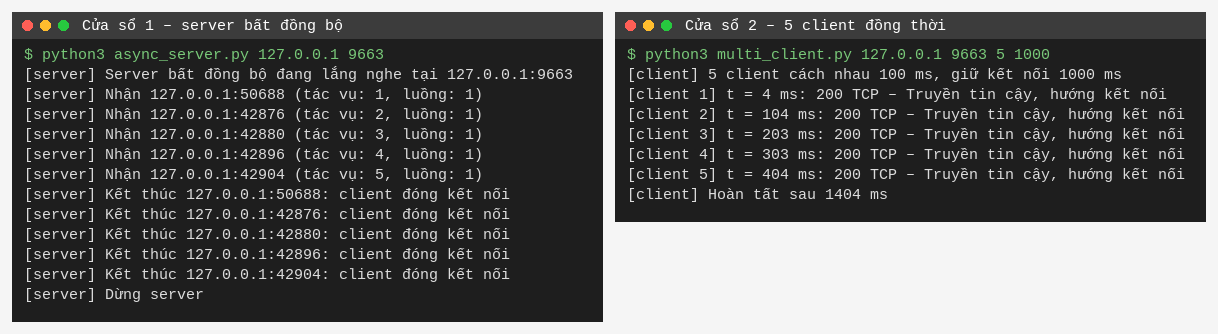 Cửa sổ 1 – server bất đồng bộ
$ python3 async_server.py 127.0.0.1 9663
[server] Server bất đồng bộ đang lắng nghe tại 127.0.0.1:9663
[server] Nhận 127.0.0.1:50688 (tác vụ: 1, luồng: 1)
[server] Nhận 127.0.0.1:42876 (tác vụ: 2, luồng: 1)
[server] Nhận 127.0.0.1:42880 (tác vụ: 3, luồng: 1)
[server] Nhận 127.0.0.1:42896 (tác vụ: 4, luồng: 1)
[server] Nhận 127.0.0.1:42904 (tác vụ: 5, luồng: 1)
[server] Kết thúc 127.0.0.1:50688: client đóng kết nối
[server] Kết thúc 127.0.0.1:42876: client đóng kết nối
[server] Kết thúc 127.0.0.1:42880: client đóng kết nối
[server] Kết thúc 127.0.0.1:42896: client đóng kết nối
[server] Kết thúc 127.0.0.1:42904: client đóng kết nối
[server] Dừng server
Cửa sổ 2 – 5 client đồng thời
$ python3 multi_client.py 127.0.0.1 9663 5 1000
[client] 5 client cách nhau 100 ms, giữ kết nối 1000 ms
[client 1] t = 4 ms: 200 TCP – Truyền tin cậy, hướng kết nối
[client 2] t = 104 ms: 200 TCP – Truyền tin cậy, hướng kết nối
[client 3] t = 203 ms: 200 TCP – Truyền tin cậy, hướng kết nối
[client 4] t = 303 ms: 200 TCP – Truyền tin cậy, hướng kết nối
[client 5] t = 404 ms: 200 TCP – Truyền tin cậy, hướng kết nối
[client] Hoàn tất sau 1404 ms